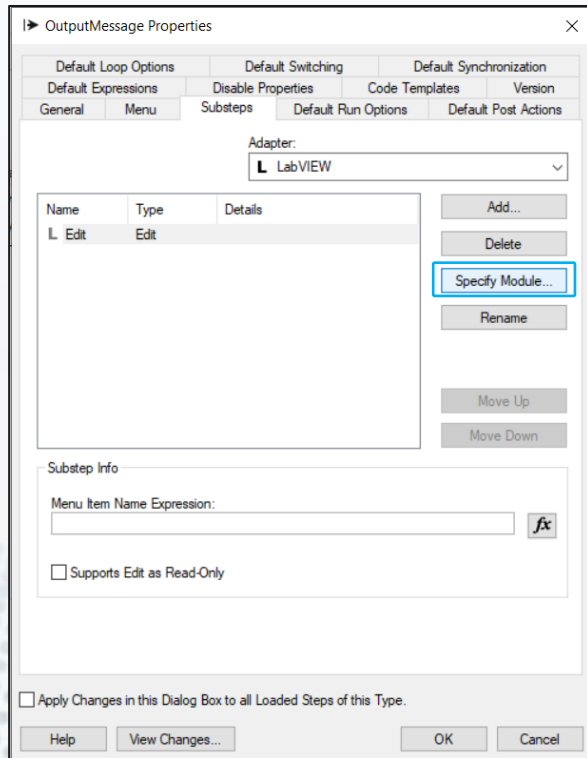 OutputMessage Properties
Default Loop Options Default Switching Default Synchronization
Default Expressions Disable Properties Code Templates Version
General Menu Substeps Default Run Options Default Post Actions
Adapter:
L LabVIEW
Name Type Details
L Edit Edit
Add...
Delete
Specify Module...
Rename
Move Up
Move Down
Substep Info
Menu Item Name Expression:
fx
Supports Edit as Read-Only
Apply Changes in this Dialog Box to all Loaded Steps of this Type.
Help View Changes... OK Cancel